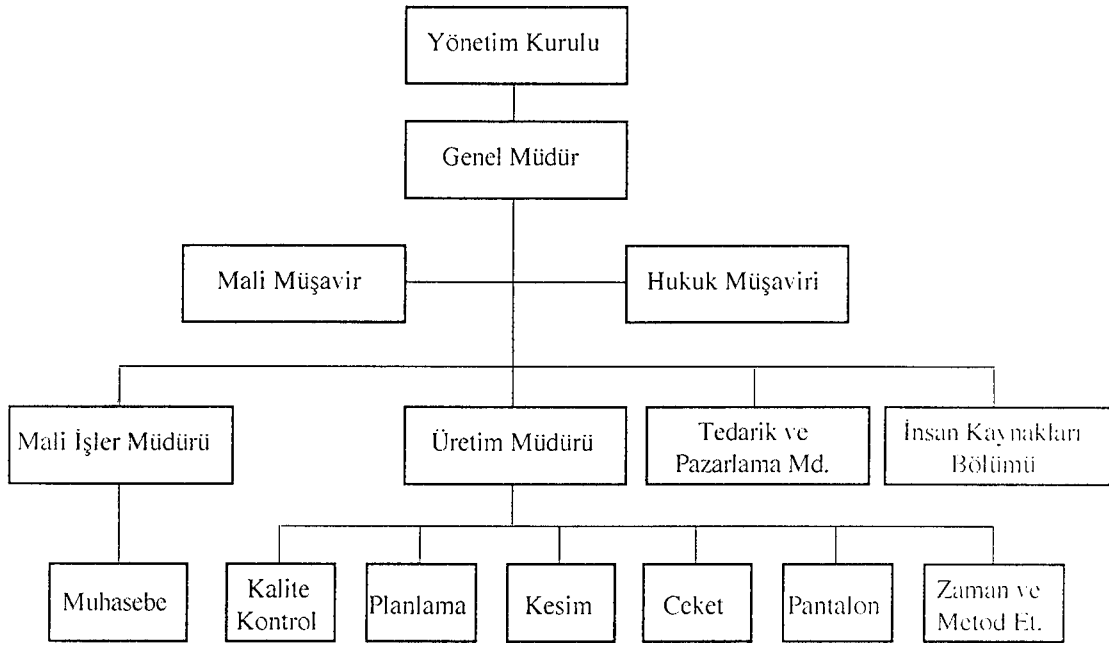 Yönetim Kurulu
Genel Müdür
Mali Müşavir
Hukuk Müşaviri
Mali İşler Müdürü
Üretim Müdürü
Tedarik ve
Pazarlama Md.
İnsan Kaynakları
Bölümü
Muhasebe
Kalite
Kontrol
Planlama
Kesim
Ceket
Pantalon
Zaman ve
Metod Et.